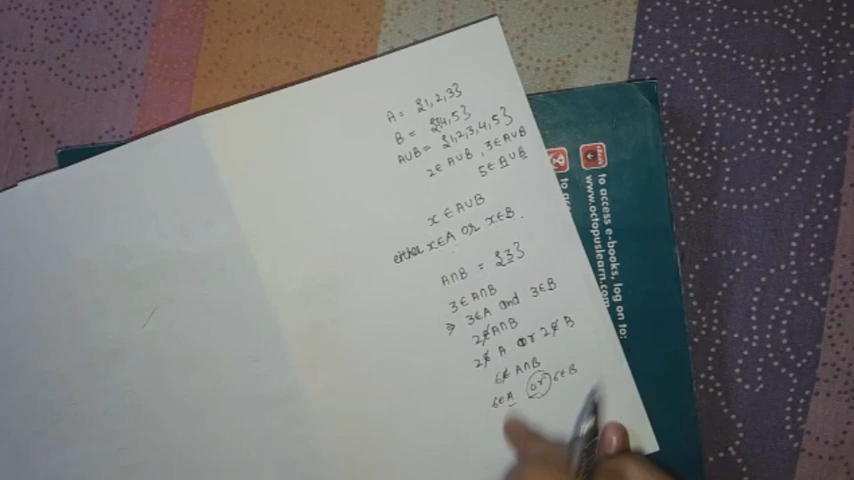 A = {1, 2, 3}
B = {3, 4, 5}
A∪B = {1, 2, 3, 4, 5}
2 ∈ A∪B, 3 ∈ A∪B
5 ∈ A∪B
x ∈ A∪B
either x∈A or x∈B.
A∩B = {3}
3 ∈ A∩B
⇒ 3∈A and 3∈B
2∉A∩B
2∉ A or 2∉ B
6∉ A∩B
6∈A or 6∈B
to access e-books, log on to:
www.octopuslearn.com
to acc